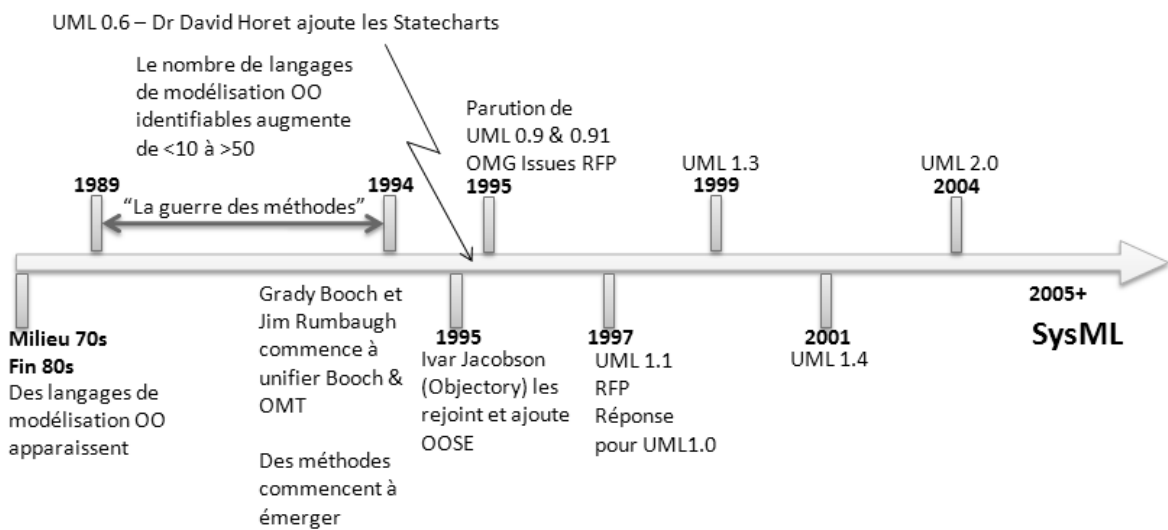 UML 0.6 – Dr David Horet ajoute les Statecharts
Le nombre de langages
de modélisation OO
identifiables augmente
de <10 à >50
Parution de
UML 0.9 & 0.91
OMG Issues RFP
1989
"La guerre des méthodes"
1994
1995
UML 1.3
1999
UML 2.0
2004
Milieu 70s
Fin 80s
Des langages de
modélisation OO
apparaissent
Grady Booch et
Jim Rumbaugh
commence à
unifier Booch &
OMT
Des méthodes
commencent à
émerger
1995
Ivar Jacobson
(Objectory) les
rejoint et ajoute
OOSE
1997
UML 1.1
RFP
Réponse
pour UML1.0
2001
UML 1.4
2005+
SysML